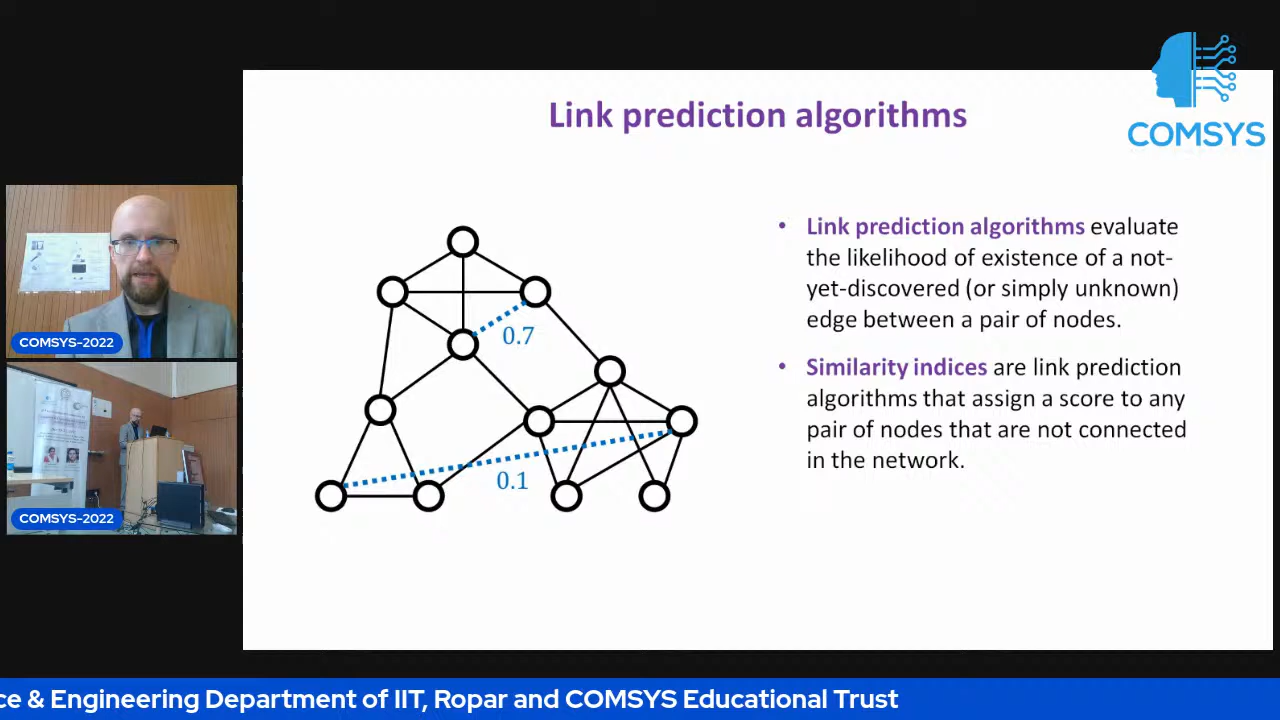 COMSYS
Link prediction algorithms
• Link prediction algorithms evaluate
the likelihood of existence of a not-
yet-discovered (or simply unknown)
edge between a pair of nodes.
• Similarity indices are link prediction
algorithms that assign a score to any
pair of nodes that are not connected
in the network.
0.7
0.1
COMSYS-2022
COMSYS-2022
ce & Engineering Department of IIT, Ropar and COMSYS Educational Trust